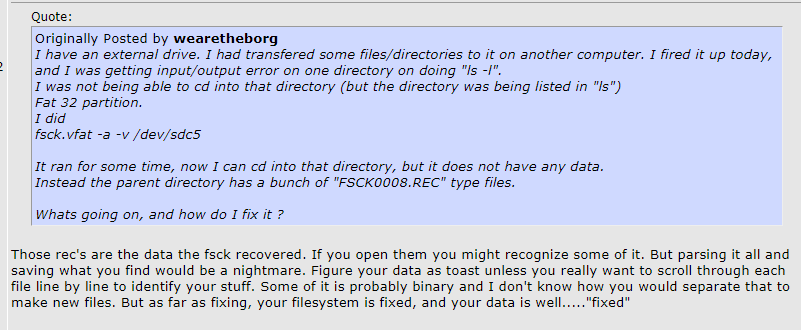 Quote:
Originally Posted by wearetheborg
I have an external drive. I had transfered some files/directories to it on another computer. I fired it up today,
and I was getting input/output error on one directory on doing "ls -l".
I was not being able to cd into that directory (but the directory was being listed in "ls")
Fat 32 partition.
I did
fsck.vfat -a -v /dev/sdc5
It ran for some time, now I can cd into that directory, but it does not have any data.
Instead the parent directory has a bunch of "FSCK0008.REC" type files.
Whats going on, and how do I fix it ?
Those rec's are the data the fsck recovered. If you open them you might recognize some of it. But parsing it all and
saving what you find would be a nightmare. Figure your data as toast unless you really want to scroll through each
file line by line to identify your stuff. Some of it is probably binary and I don't know how you would separate that to
make new files. But as far as fixing, your filesystem is fixed, and your data is well....."fixed"